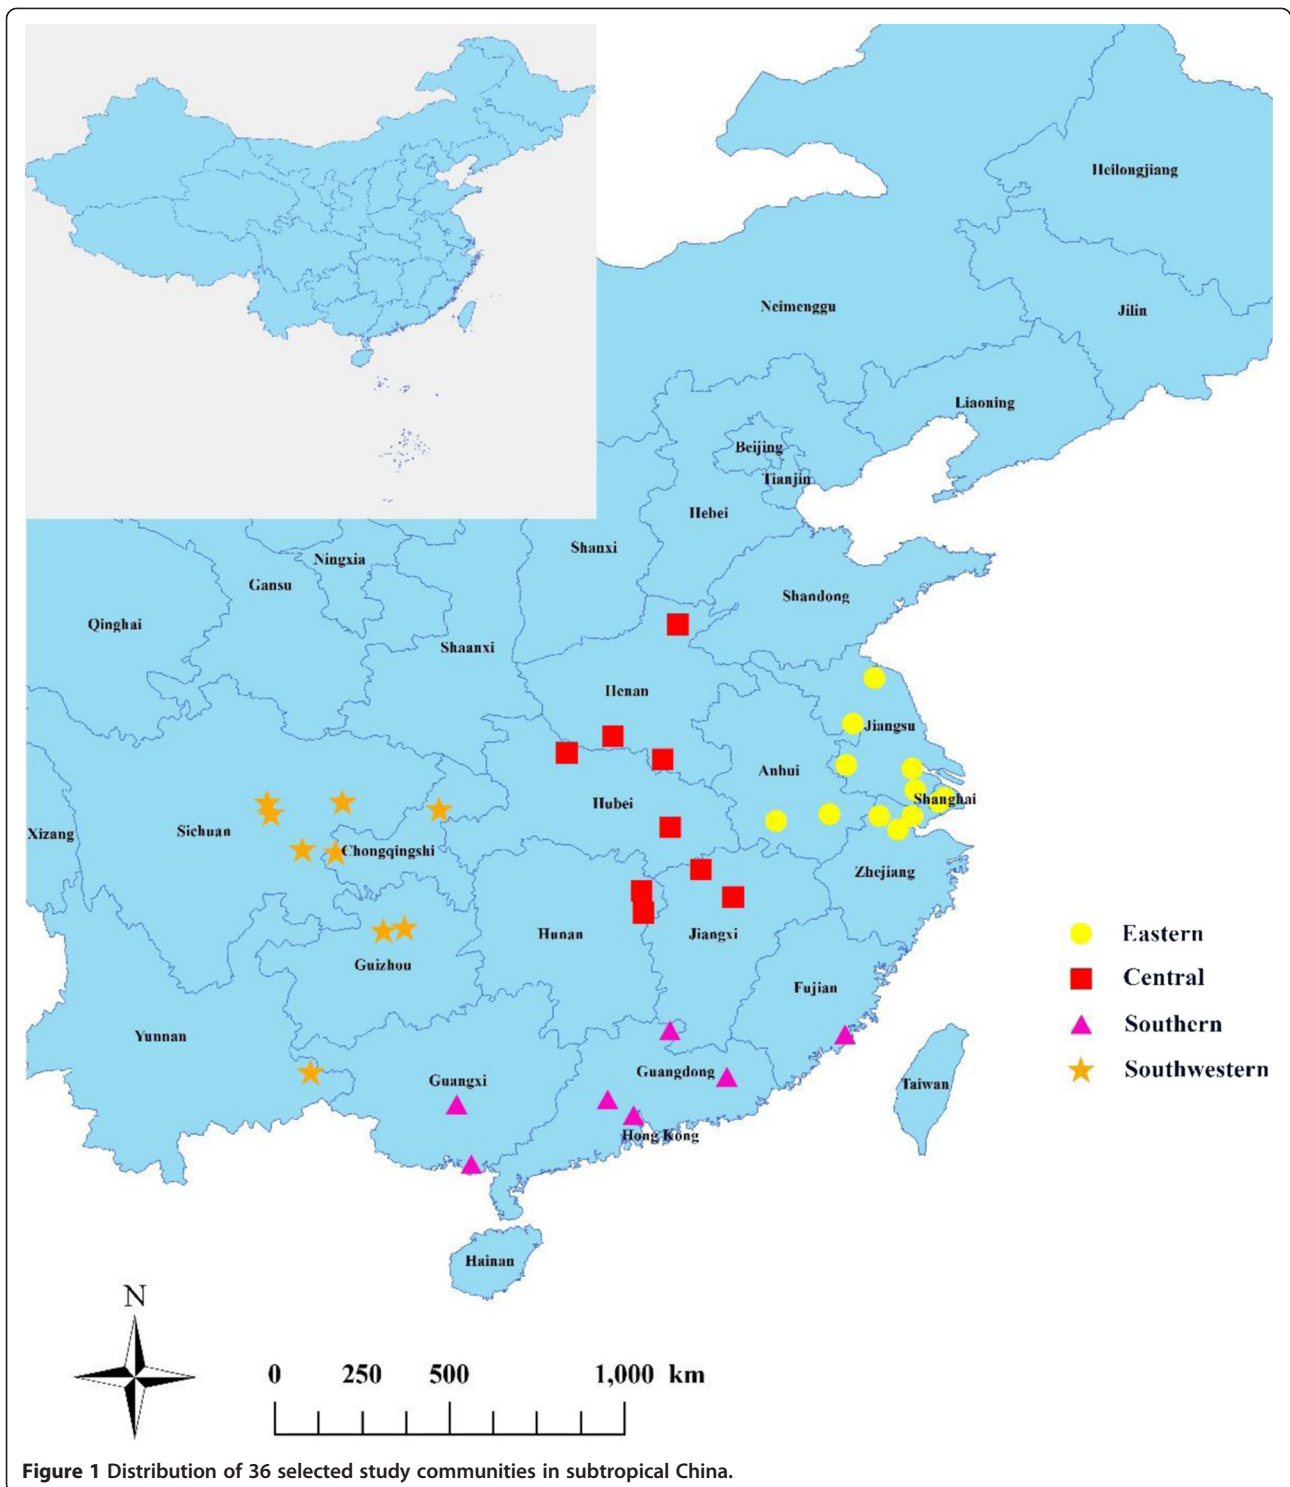 Heilongjiang
Neimenggu
Jilin
Liaoning
Beijing
Tianjin
Hebei
Shanxi
Ningxia
Gansu
Shandong
Qinghai
Shaanxi
Henan
Jiangsu
Anhui
Shanghai
Hubei
Xizang
Sichuan
Chongqingshi
Zhejiang
Hunan
Jiangxi
Eastern
Guizhou
Central
Fujian
Southern
Yunnan
Guangxi
Guangdong
Southwestern
Taiwan
Hong Kong
Hainan
N
0 250 500 1,000 km
Figure 1 Distribution of 36 selected study communities in subtropical China.